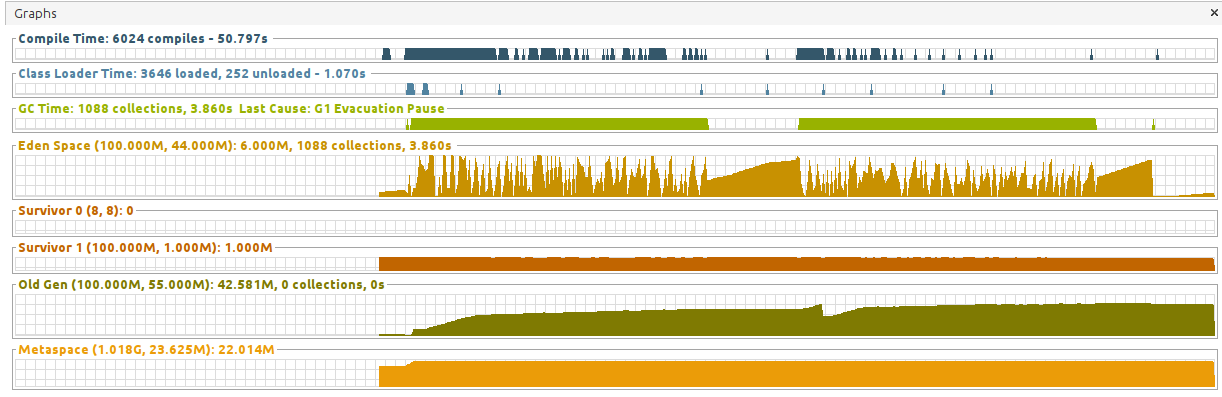 Graphs
Compile Time: 6024 compiles - 50.797s
Class Loader Time: 3646 loaded, 252 unloaded - 1.070s
GC Time: 1088 collections, 3.860s Last Cause: G1 Evacuation Pause
Eden Space (100.000M, 44.000M): 6.000M, 1088 collections, 3.860s
Survivor 0 (8, 8): 0
Survivor 1 (100.000M, 1.000M): 1.000M
Old Gen (100.000M, 55.000M): 42.581M, 0 collections, 0s
Metaspace (1.018G, 23.625M): 22.014M